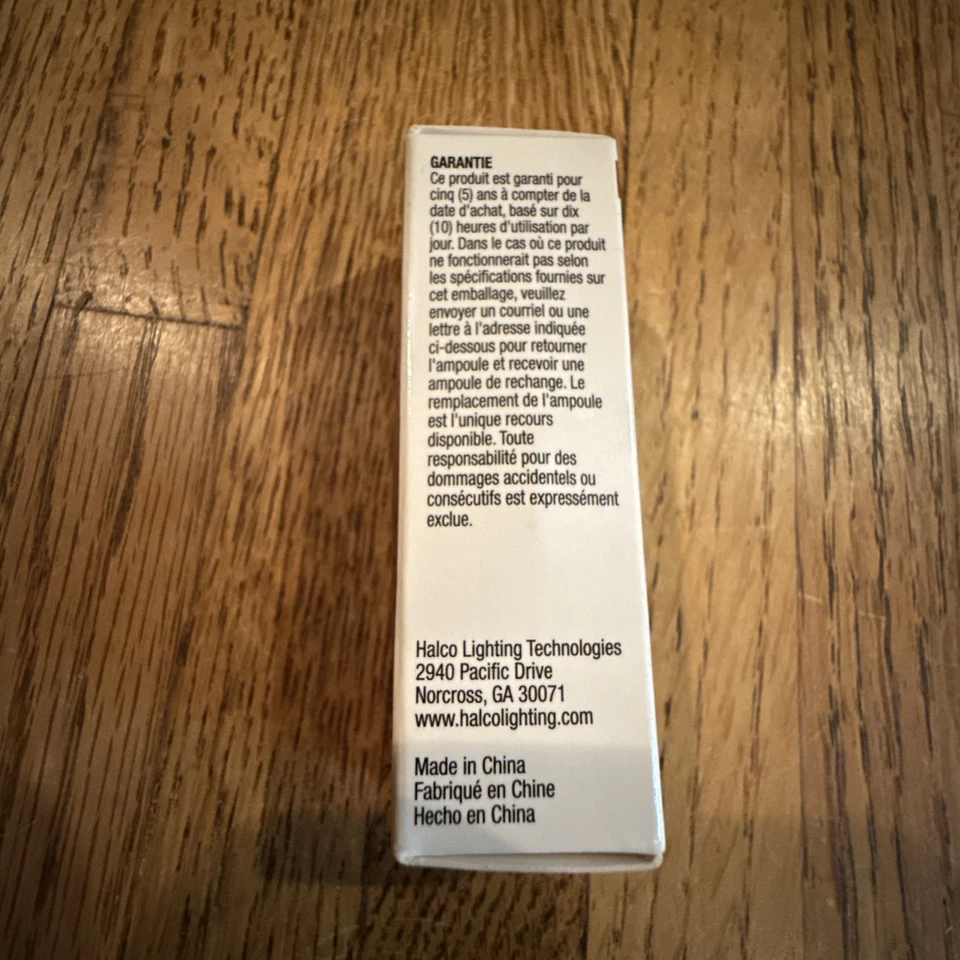 GARANTIE
Ce produit est garanti pour
cinq (5) ans à compter de la
date d'achat, basé sur dix
(10) heures d'utilisation par
jour. Dans le cas où ce produit
ne fonctionnerait pas selon
les spécifications fournies sur
cet emballage, veuillez
envoyer un courriel ou une
lettre à l'adresse indiquée
ci-dessous pour retourner
l'ampoule et recevoir une
ampoule de rechange. Le
remplacement de l'ampoule
est l'unique recours
disponible. Toute
responsabilité pour des
dommages accidentels ou
consécutifs est expressément
exclue.
Halco Lighting Technologies
2940 Pacific Drive
Norcross, GA 30071
www.halcolighting.com
Made in China
Fabriqué en Chine
Hecho en China